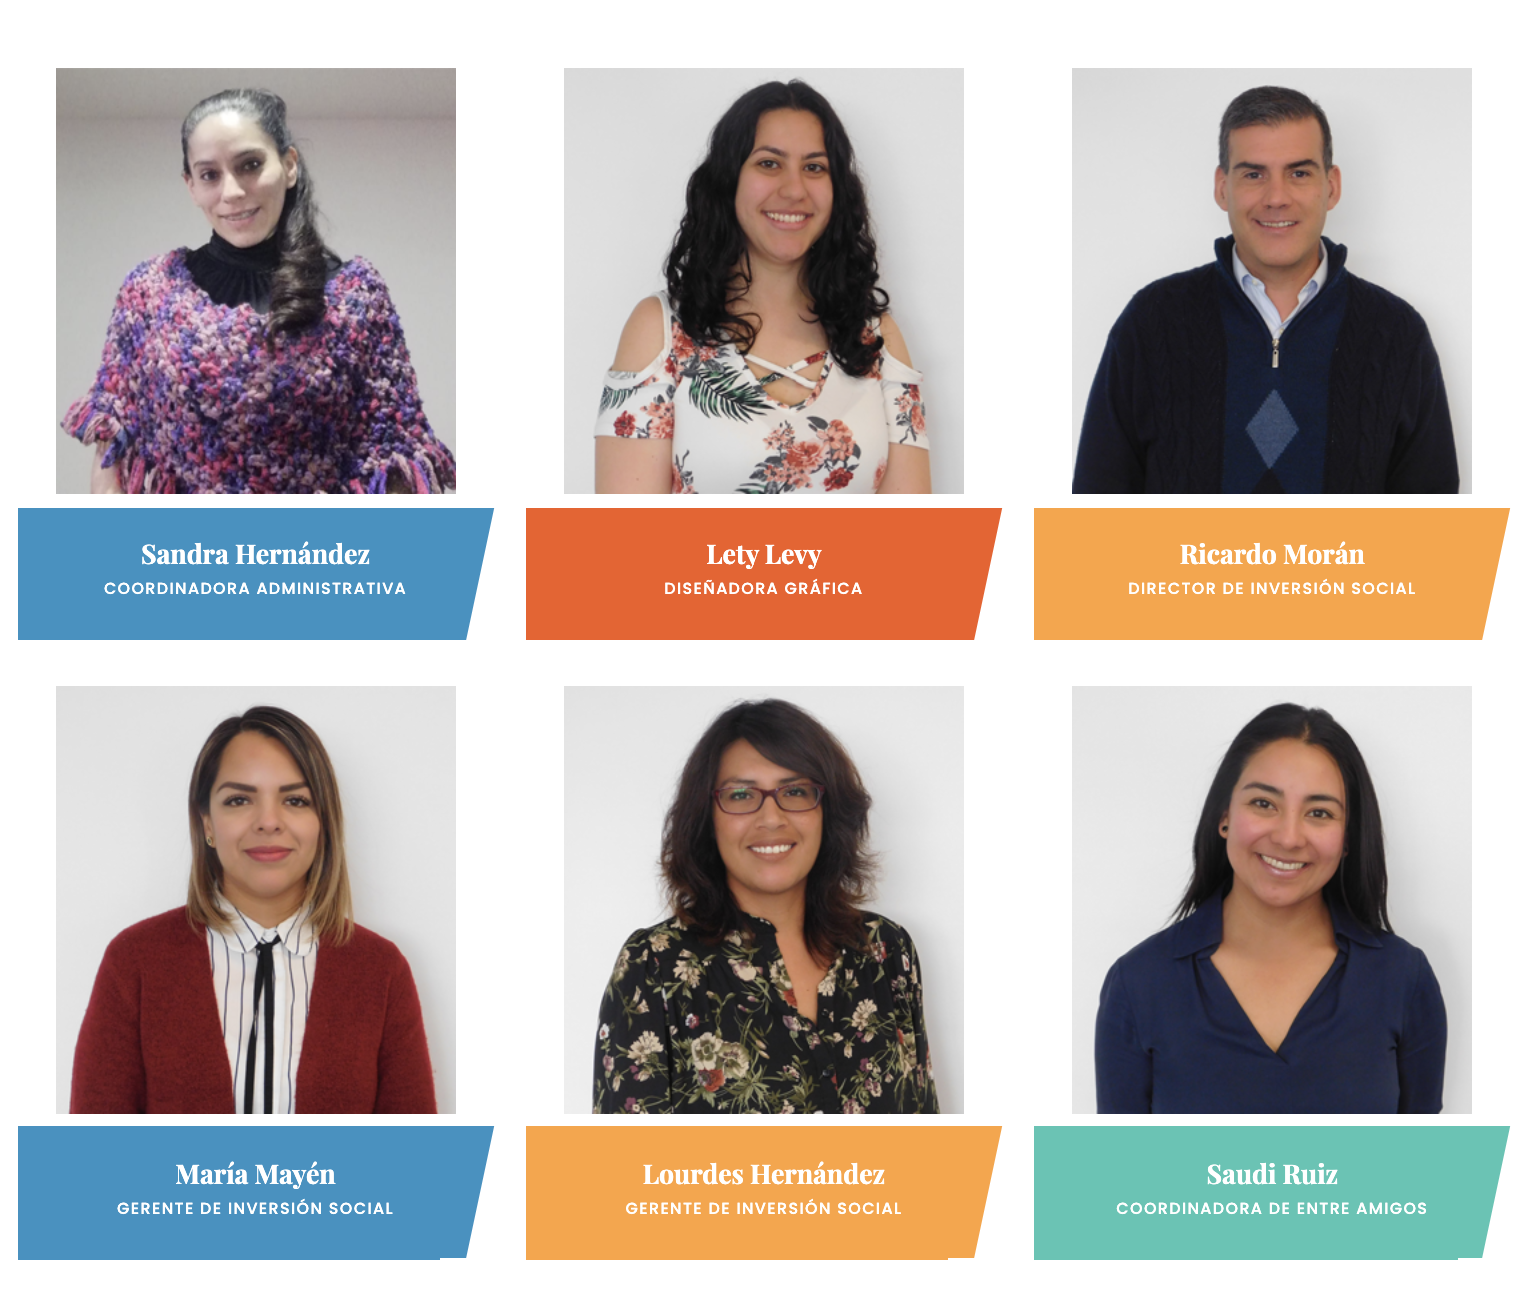 Sandra Hernández
COORDINADORA ADMINISTRATIVA
Lety Levy
DISEÑADORA GRÁFICA
Ricardo Morán
DIRECTOR DE INVERSIÓN SOCIAL
María Mayén
GERENTE DE INVERSIÓN SOCIAL
Lourdes Hernández
GERENTE DE INVERSIÓN SOCIAL
Saudi Ruiz
COORDINADORA DE ENTRE AMIGOS